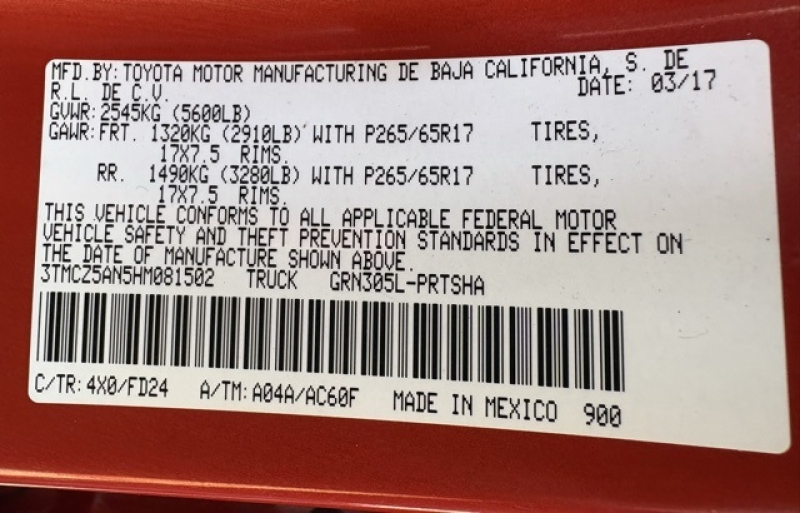 MFD.BY: TOYOTA MOTOR MANUFACTURING DE BAJA CALIFORNIA, S. DE
R.L. DE C.V. DATE: 03/17
GVWR: 2545KG (5600LB)
GAWR: FRT. 1320KG (2910LB) WITH P265/65R17 TIRES,
17X7.5 RIMS.
RR. 1490KG (3280LB) WITH P265/65R17 TIRES,
17X7.5 RIMS.
THIS VEHICLE CONFORMS TO ALL APPLICABLE FEDERAL MOTOR
VEHICLE SAFETY AND THEFT PREVENTION STANDARDS IN EFFECT ON
THE DATE OF MANUFACTURE SHOWN ABOVE.
3TMCZ5AN5HM081502 TRUCK GRN305L-PRTSHA
C/TR: 4X0/FD24 A/TM: A04A/AC60F MADE IN MEXICO 900